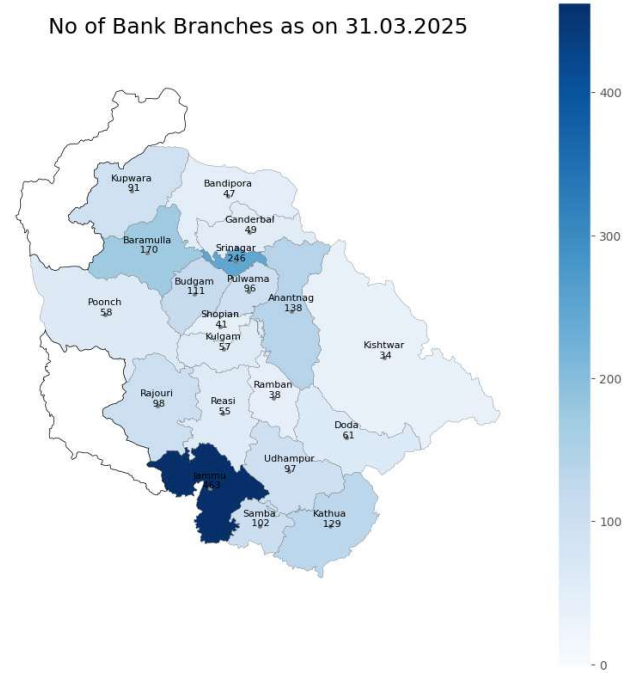 No of Bank Branches as on 31.03.2025
400
300
200
100
0
Kupwara
91
Bandipora
47
Ganderbal
49
Baramulla
170
Srinagar
246
Budgam
111
Pulwama
96
Anantnag
138
Poonch
58
Shopian
41
Kulgam
57
Kishtwar
34
Rajouri
98
Reasi
55
Ramban
38
Doda
61
Udhampur
97
Jammu
463
Samba
102
Kathua
129